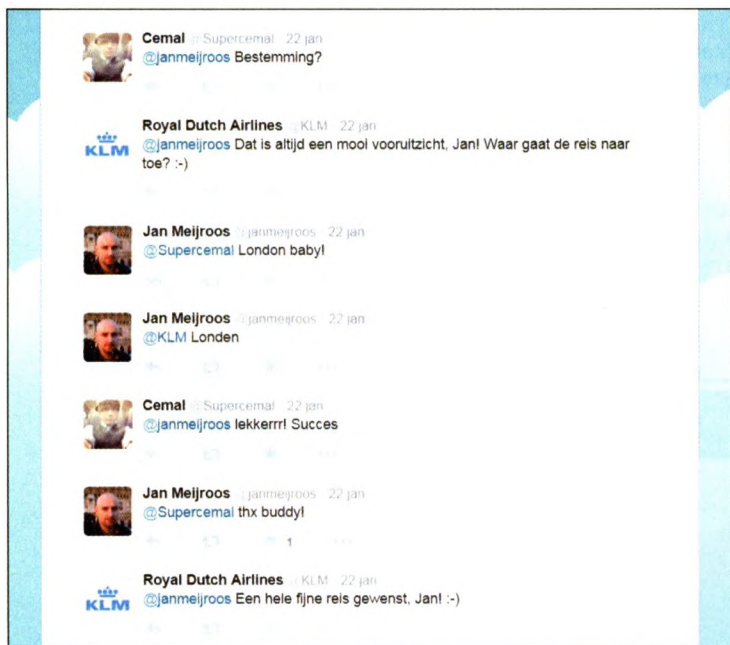 Cemal @Supercemal 22 jan
@janmeijroos Bestemming?
KLM
Royal Dutch Airlines @KLM 22 jan
@janmeijroos Dat is altijd een mooi vooruitzicht, Jan! Waar gaat de reis naar
toe? :-)
Jan Meijroos @janmeijroos 22 jan
@Supercemal London baby!
Jan Meijroos @janmeijroos 22 jan
@KLM Londen
Cemal @Supercemal 22 jan
@janmeijroos lekkerrr! Succes
Jan Meijroos @janmeijroos 22 jan
@Supercemal thx buddy!
1
KLM
Royal Dutch Airlines @KLM 22 jan
@janmeijroos Een hele fijne reis gewenst, Jan! :-)